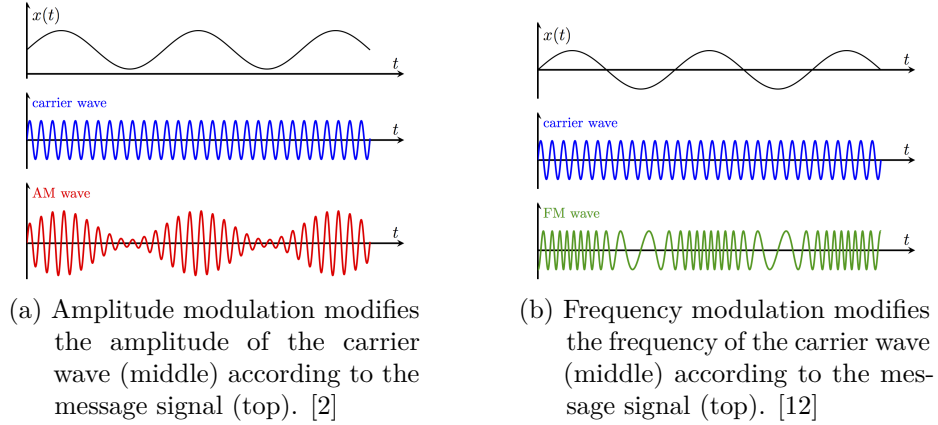 x(t)
t
carrier wave
t
AM wave
t
(a) Amplitude modulation modifies
the amplitude of the carrier
wave (middle) according to the
message signal (top). [2]
x(t)
t
carrier wave
t
FM wave
t
(b) Frequency modulation modifies
the frequency of the carrier wave
(middle) according to the mes-
sage signal (top). [12]